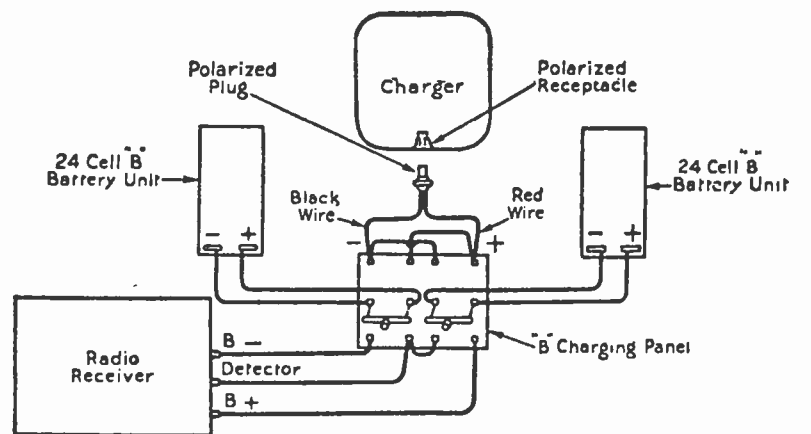 Charger
Polarized
Plug
Polarized
Receptacle
24 Cell "B"
Battery Unit
24 Cell "B"
Battery Unit
Black
Wire
Red
Wire
- +
- +
- +
Radio
Receiver
B -
Detector
B +
"B" Charging Panel